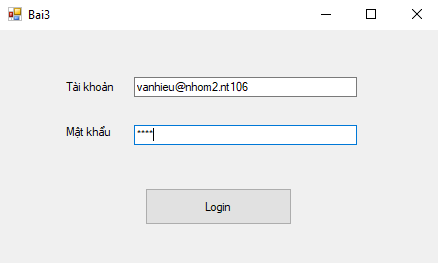 Bai3
Tài khoản vanhieu@nhom2.nt106
Mật khẩu ****
Login